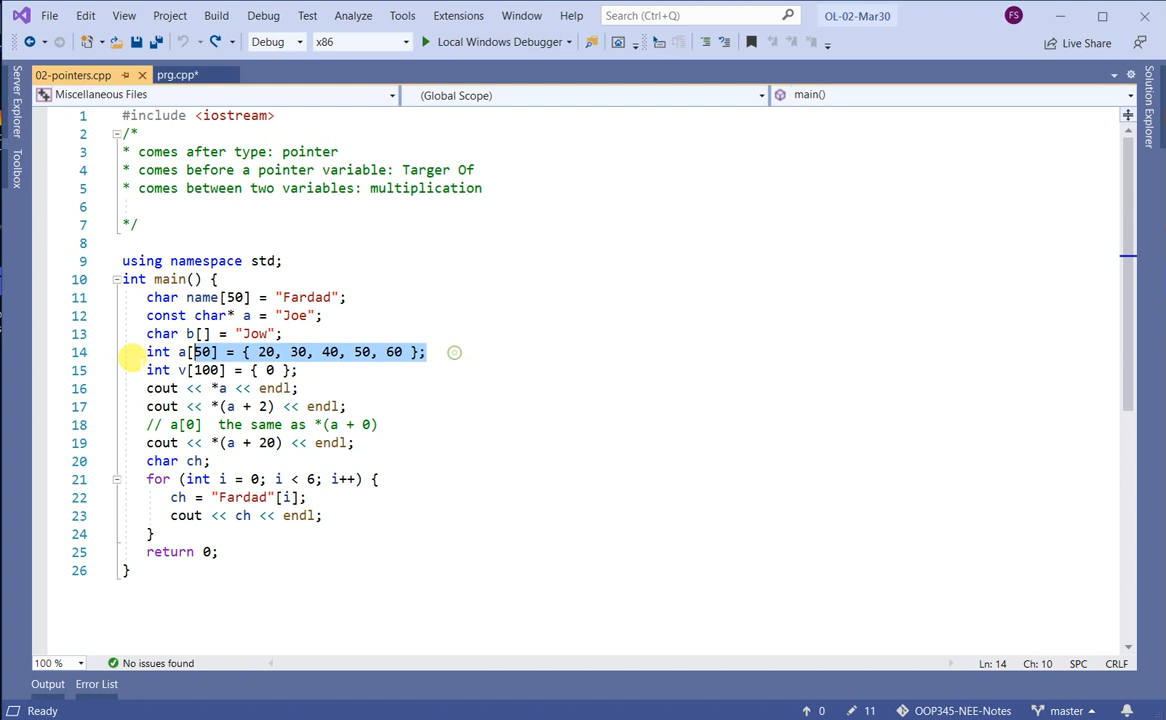 File Edit View Project Build Debug Test Analyze Tools Extensions Window Help Search (Ctrl+Q) OL-02-Mar30 FS
Debug x86 Local Windows Debugger Live Share
02-pointers.cpp prg.cpp*
Miscellaneous Files (Global Scope) main()
Server Explorer
Toolbox
Solution Explorer
1 #include <iostream>
2 /*
3 * comes after type: pointer
4 * comes before a pointer variable: Targer Of
5 * comes between two variables: multiplication
6
7 */
8
9 using namespace std;
10 int main() {
11 char name[50] = "Fardad";
12 const char* a = "Joe";
13 char b[] = "Jow";
14 int a[50] = { 20, 30, 40, 50, 60 };
15 int v[100] = { 0 };
16 cout << *a << endl;
17 cout << *(a + 2) << endl;
18 // a[0]  the same as *(a + 0)
19 cout << *(a + 20) << endl;
20 char ch;
21 for (int i = 0; i < 6; i++) {
22 ch = "Fardad"[i];
23 cout << ch << endl;
24 }
25 return 0;
26 }
100 % No issues found Ln: 14 Ch: 10 SPC CRLF
Output Error List
Ready 0 11 OOP345-NEE-Notes master